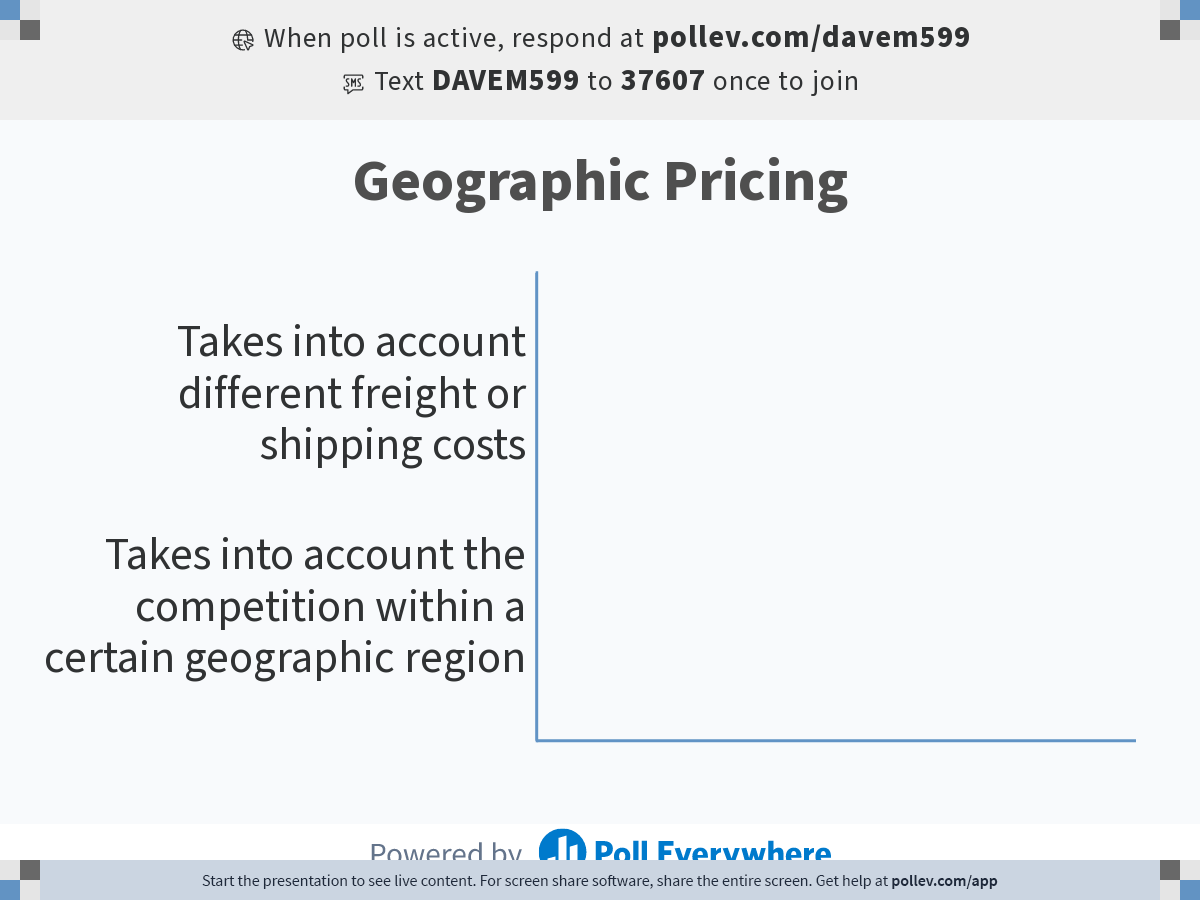 When poll is active, respond at pollev.com/davem599
SMS Text DAVEM599 to 37607 once to join
Geographic Pricing
Takes into account
different freight or
shipping costs
Takes into account the
competition within a
certain geographic region
Powered by Poll Everywhere
Start the presentation to see live content. For screen share software, share the entire screen. Get help at pollev.com/app